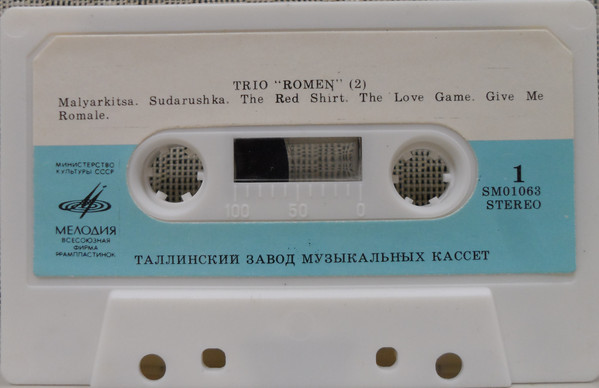 TRIO "ROMEN" (2)
Malyarkitsa. Sudarushka. The Red Shirt. The Love Game. Give Me
Romale.
МИНИСТЕРСТВО
КУЛЬТУРЫ СССР
МЕЛОДИЯ
ВСЕСОЮЗНАЯ
ФИРМА
ГРАМПЛАСТИНОК
100 50 0
1
SM01063
STEREO
ТАЛЛИНСКИЙ ЗАВОД МУЗЫКАЛЬНЫХ КАССЕТ